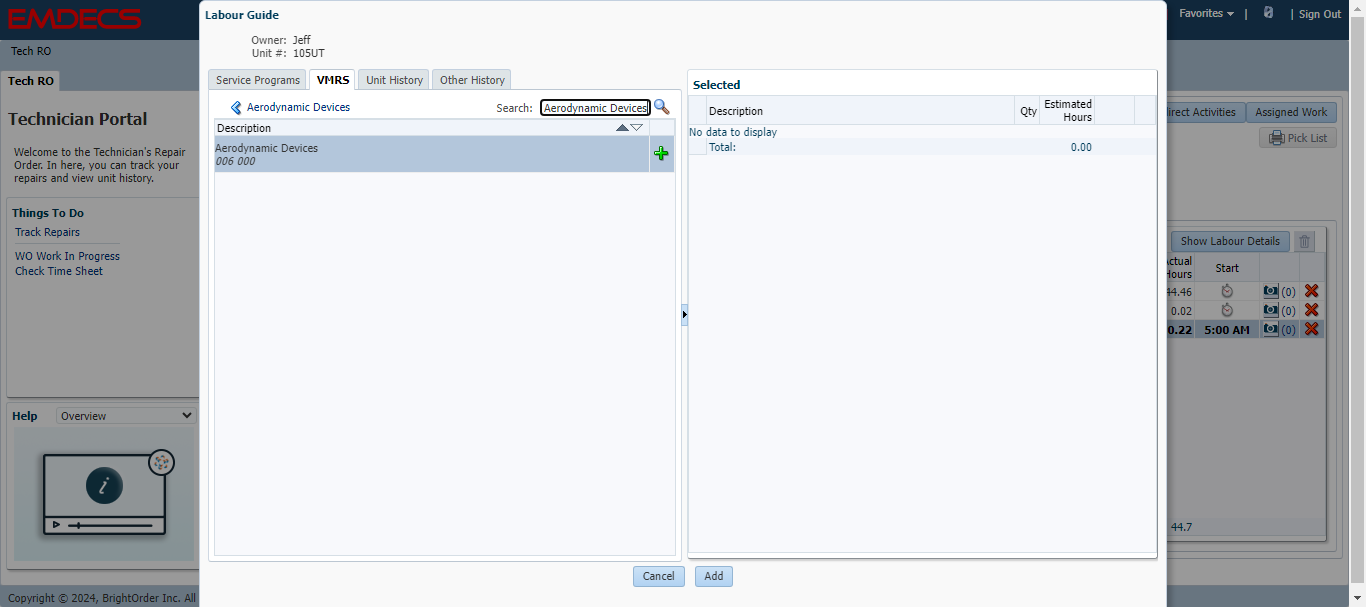 EMDECS
Favorites | | Sign Out
Tech RO
Tech RO
Technician Portal
Welcome to the Technician's Repair
Order. In here, you can track your
repairs and view unit history.
Things To Do
Track Repairs
WO Work In Progress
Check Time Sheet
Help Overview
Copyright © 2024, BrightOrder Inc. All
Labour Guide
Owner: Jeff
Unit #: 105UT
Service Programs VMRS Unit History Other History
Aerodynamic Devices Search: Aerodynamic Devices
Description
Aerodynamic Devices
006 000
Selected
Description Qty Estimated
Hours
No data to display
Total: 0.00
Cancel Add
irect Activities Assigned Work
Pick List
Show Labour Details
Actual
Hours Start
44.46 (0)
0.02 (0)
0.22 5:00 AM (0)
44.7